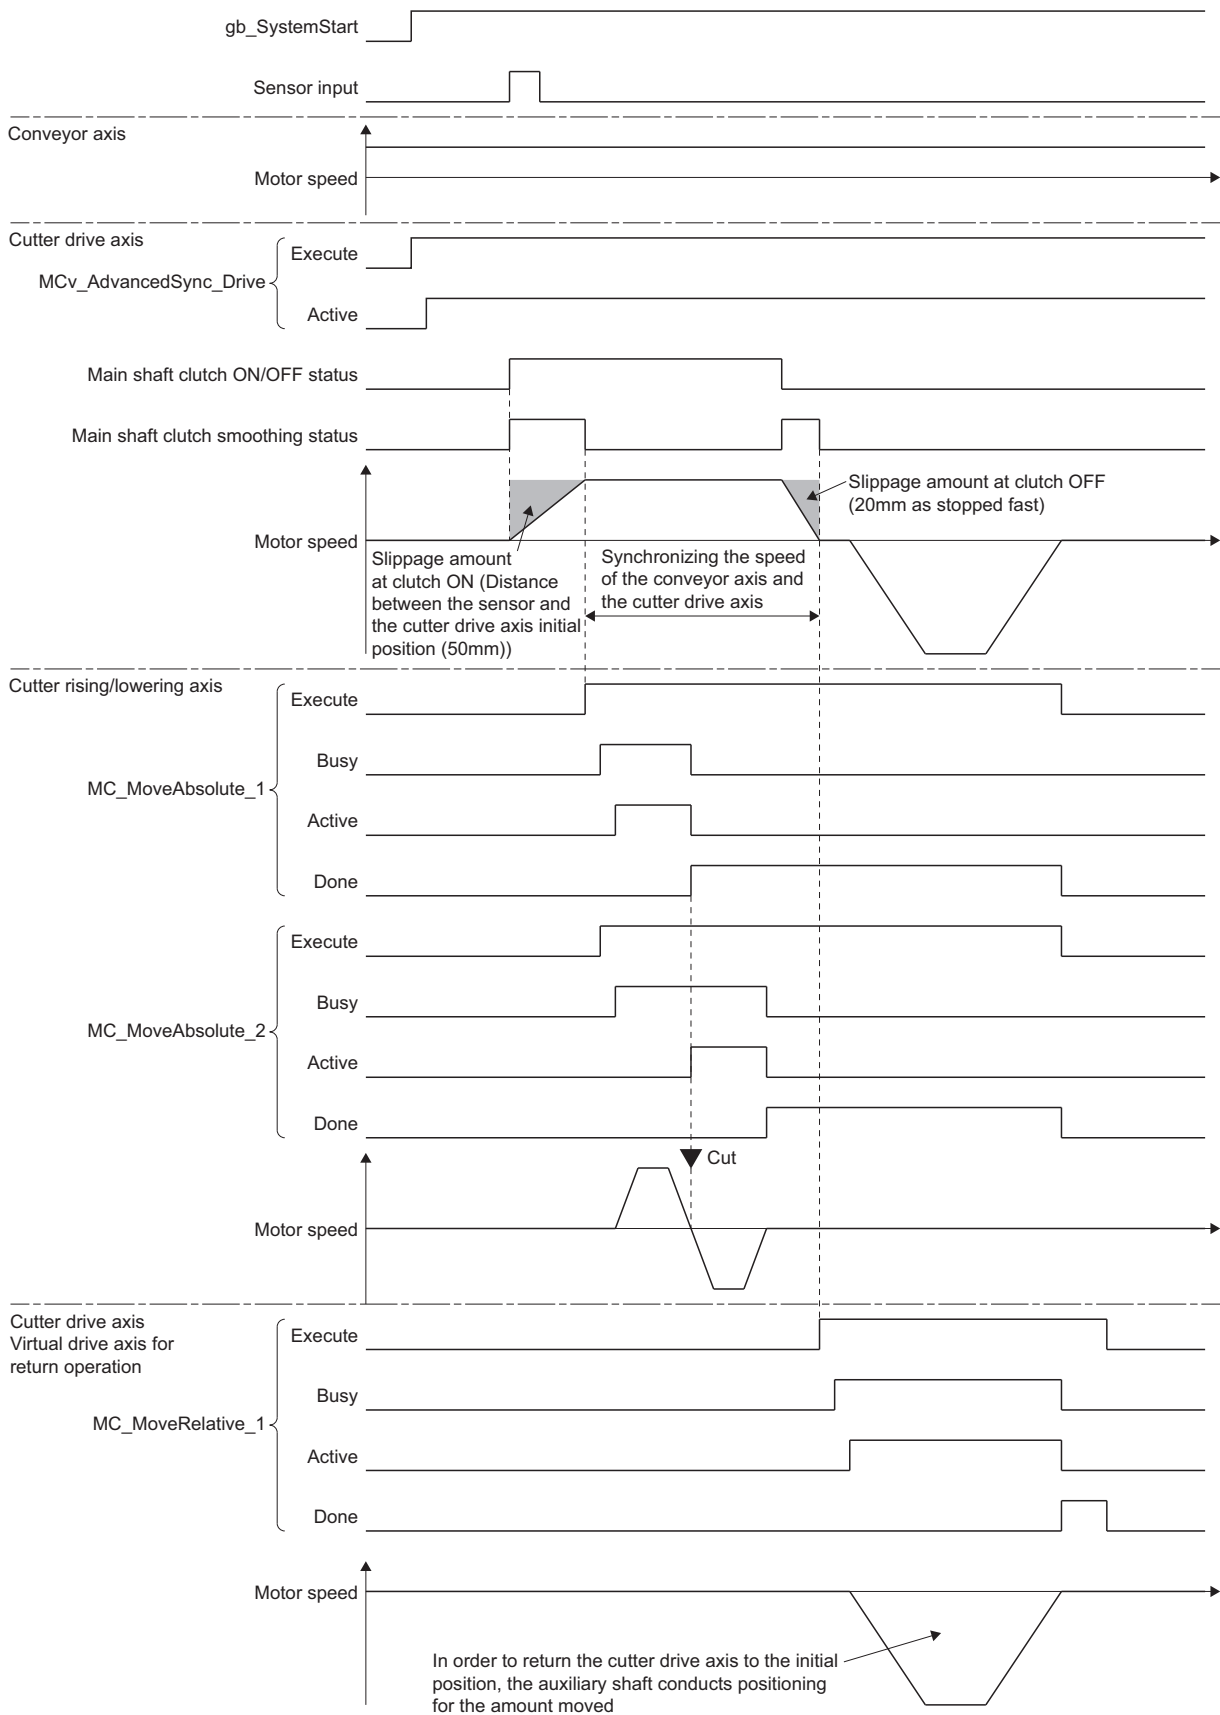 gb_SystemStart
Sensor input
Conveyor axis
Motor speed
Cutter drive axis
Execute
MCv_AdvancedSync_Drive
Active
Main shaft clutch ON/OFF status
Main shaft clutch smoothing status
Slippage amount at clutch OFF
(20mm as stopped fast)
Motor speed
Slippage amount
at clutch ON (Distance
between the sensor and
the cutter drive axis initial
position (50mm))
Synchronizing the speed
of the conveyor axis and
the cutter drive axis
Cutter rising/lowering axis
Execute
Busy
MC_MoveAbsolute_1
Active
Done
Execute
Busy
MC_MoveAbsolute_2
Active
Done
Cut
Motor speed
Cutter drive axis
Virtual drive axis for
return operation
Execute
Busy
MC_MoveRelative_1
Active
Done
Motor speed
In order to return the cutter drive axis to the initial
position, the auxiliary shaft conducts positioning
for the amount moved